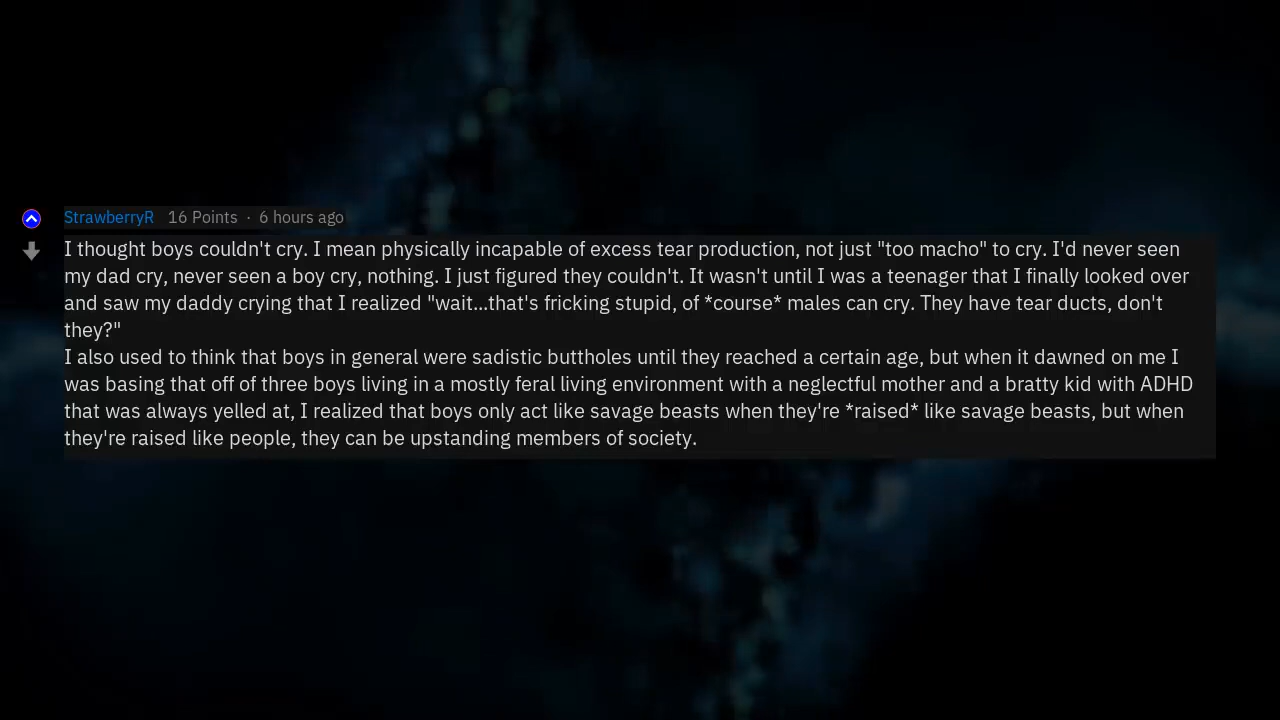 StrawberryR 16 Points · 6 hours ago
I thought boys couldn't cry. I mean physically incapable of excess tear production, not just "too macho" to cry. I'd never seen
my dad cry, never seen a boy cry, nothing. I just figured they couldn't. It wasn't until I was a teenager that I finally looked over
and saw my daddy crying that I realized "wait...that's fricking stupid, of *course* males can cry. They have tear ducts, don't
they?"
I also used to think that boys in general were sadistic buttholes until they reached a certain age, but when it dawned on me I
was basing that off of three boys living in a mostly feral living environment with a neglectful mother and a bratty kid with ADHD
that was always yelled at, I realized that boys only act like savage beasts when they're *raised* like savage beasts, but when
they're raised like people, they can be upstanding members of society.